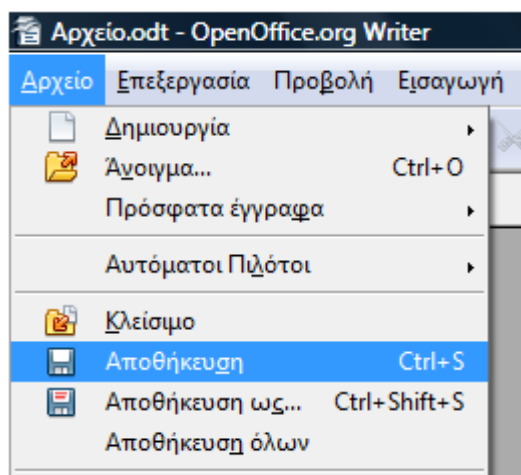 Αρχείο.odt - OpenOffice.org Writer
Αρχείο Επεξεργασία Προβολή Εισαγωγή
Δημιουργία
Άνοιγμα... Ctrl+O
Πρόσφατα έγγραφα
Αυτόματοι Πιλότοι
Κλείσιμο
Αποθήκευση Ctrl+S
Αποθήκευση ως... Ctrl+Shift+S
Αποθήκευση όλων